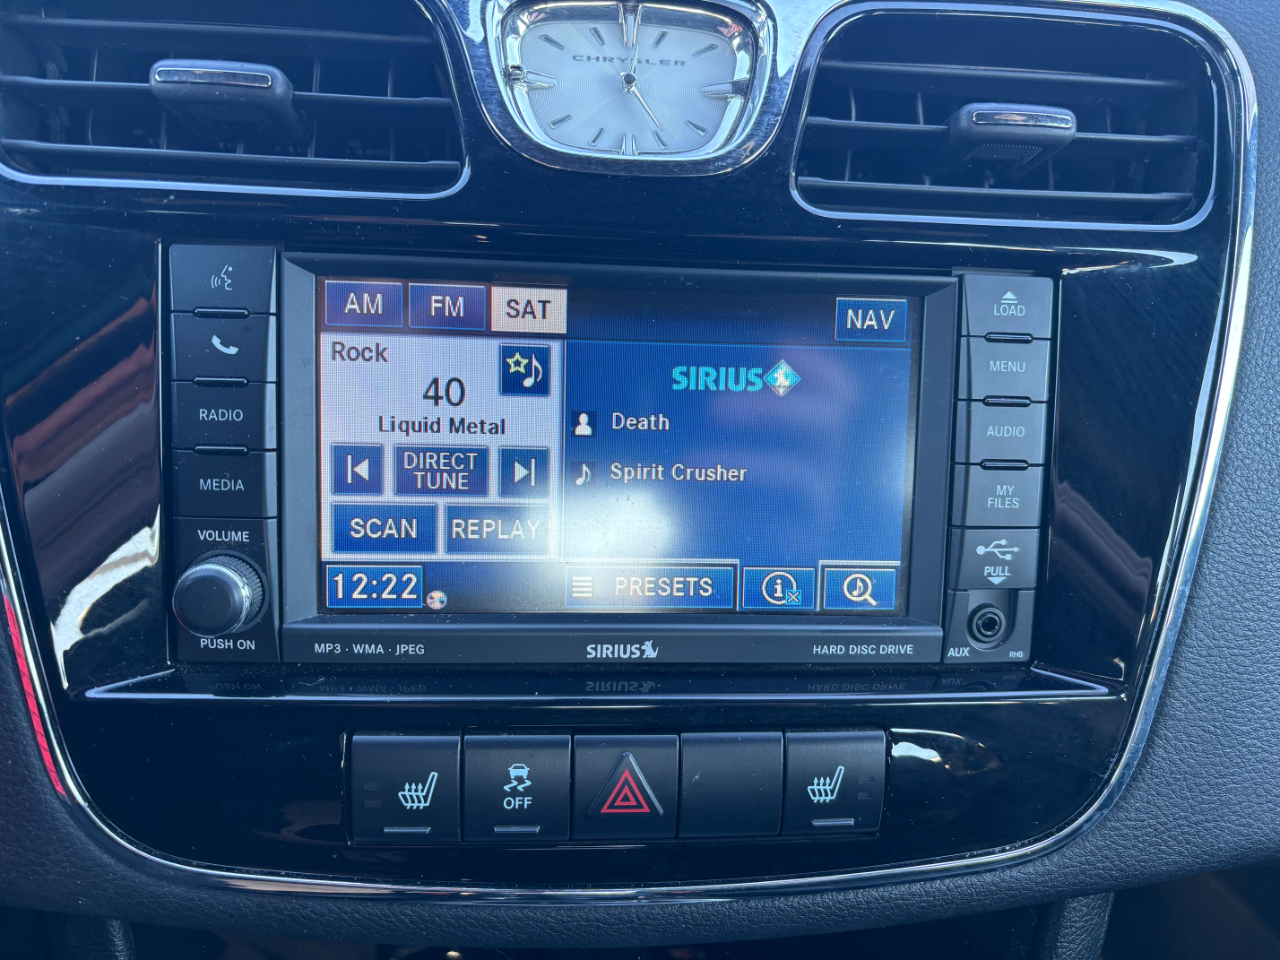 CHRYSLER
AM
FM
SAT
NAV
Rock
40
Liquid Metal
DIRECT
TUNE
SCAN
REPLAY
SIRIUS
Death
Spirit Crusher
12:22
PRESETS
i
RADIO
MEDIA
VOLUME
PUSH ON
LOAD
MENU
AUDIO
MY
FILES
PULL
AUX
RHB
MP3 · WMA · JPEG
SIRIUS
HARD DISC DRIVE
OFF